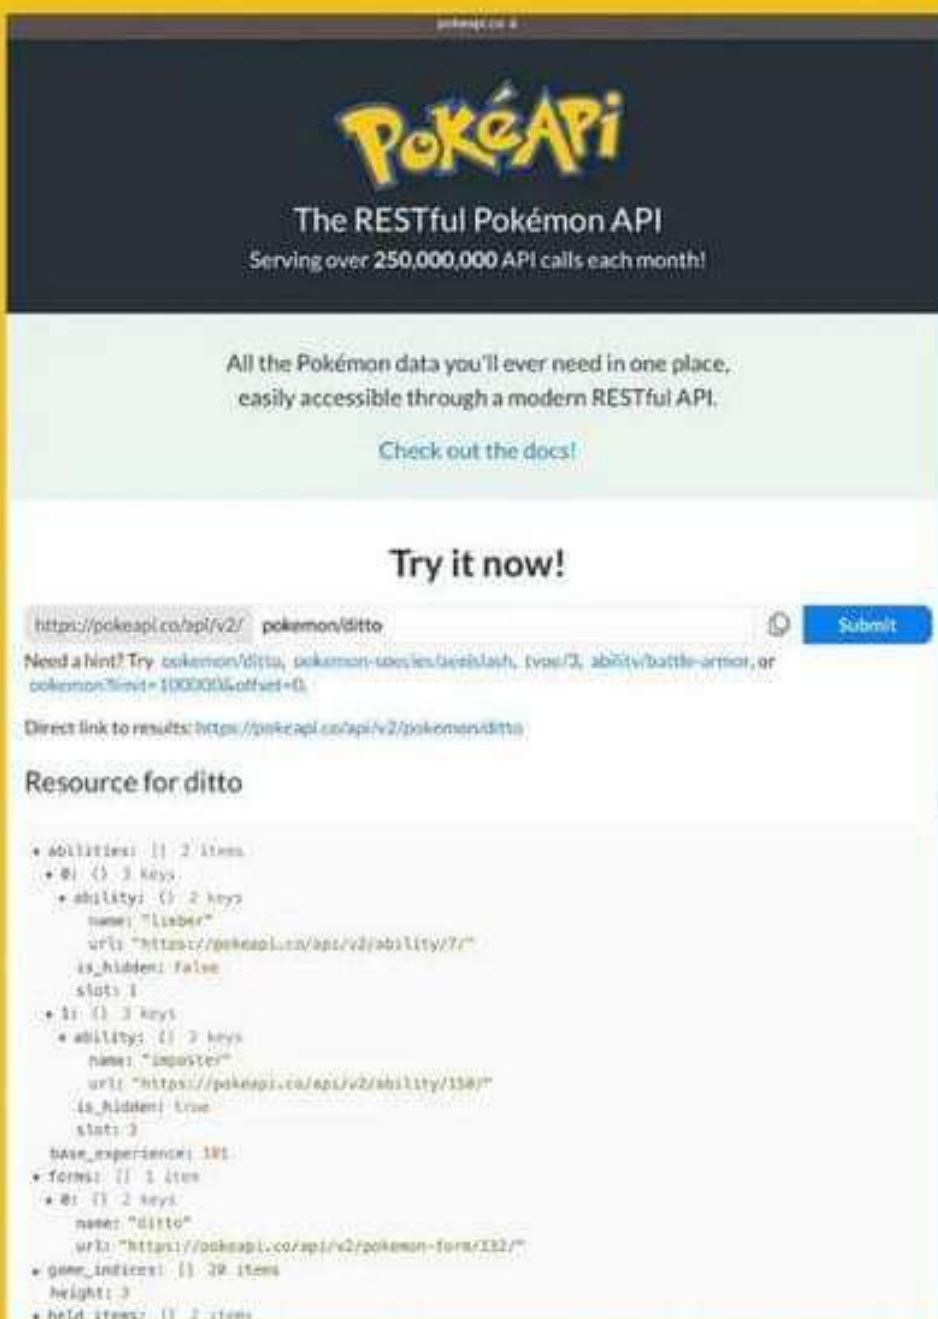 pokeapi.co
PokéAPI
The RESTful Pokémon API
Serving over 250,000,000 API calls each month!
All the Pokémon data you'll ever need in one place,
easily accessible through a modern RESTful API.
Check out the docs!
Try it now!
https://pokeapi.co/api/v2/ pokemon/ditto Submit
Need a hint? Try pokemon/ditto, pokemon-species/aegislash, type/3, ability/battle-armor, or
pokemon?limit=100000&offset=0.
Direct link to results: https://pokeapi.co/api/v2/pokemon/ditto
Resource for ditto
abilities: [] 2 items
0: {} 3 keys
ability: {} 2 keys
name: "limber"
url: "https://pokeapi.co/api/v2/ability/7/"
is_hidden: false
slot: 1
1: {} 3 keys
ability: {} 2 keys
name: "imposter"
url: "https://pokeapi.co/api/v2/ability/150/"
is_hidden: true
slot: 3
base_experience: 101
forms: [] 1 item
0: {} 2 keys
name: "ditto"
url: "https://pokeapi.co/api/v2/pokemon-form/132/"
game_indices: [] 20 items
height: 3
held_items: [] 2 items